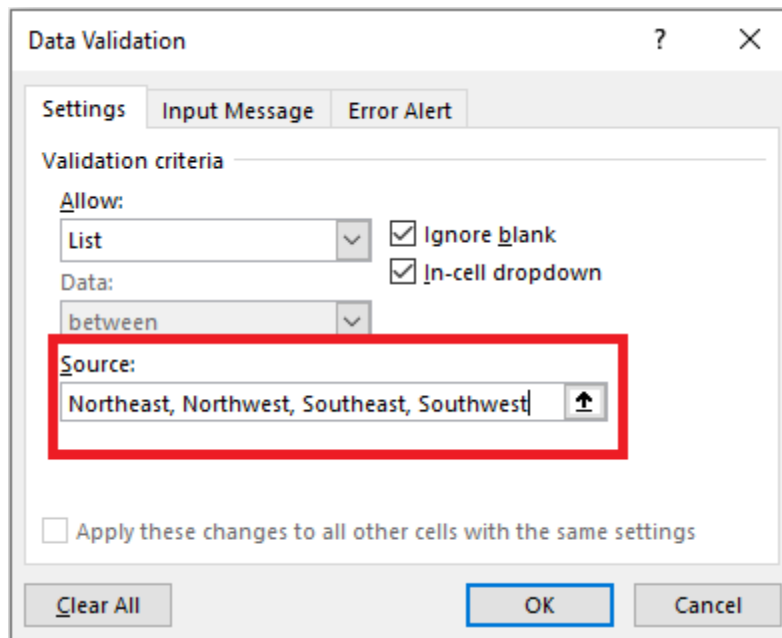 Data Validation ?
Settings Input Message Error Alert
Validation criteria
Allow:
List
Ignore blank
In-cell dropdown
Data:
between
Source:
Northeast, Northwest, Southeast, Southwest
Apply these changes to all other cells with the same settings
Clear All OK Cancel